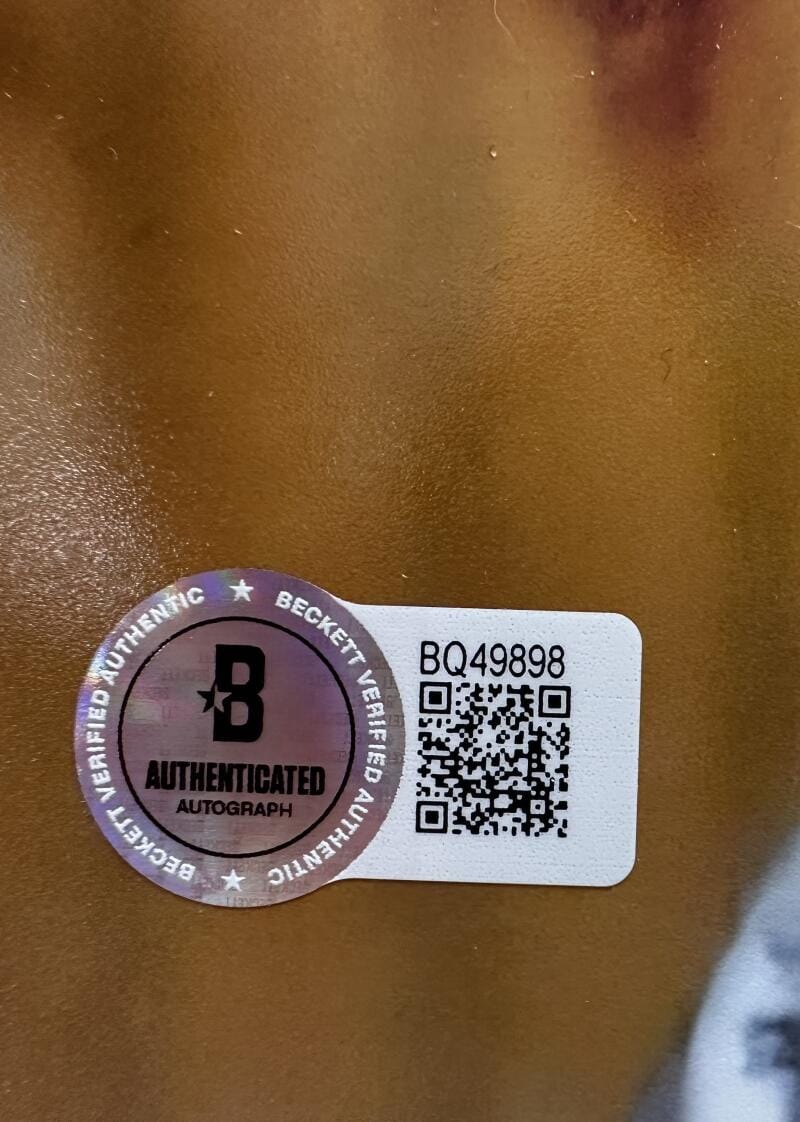 BECKETT VERIFIED AUTHENTIC ★ BECKETT VERIFIED AUTHENTIC ★
B
AUTHENTICATED
AUTOGRAPH
BQ49898